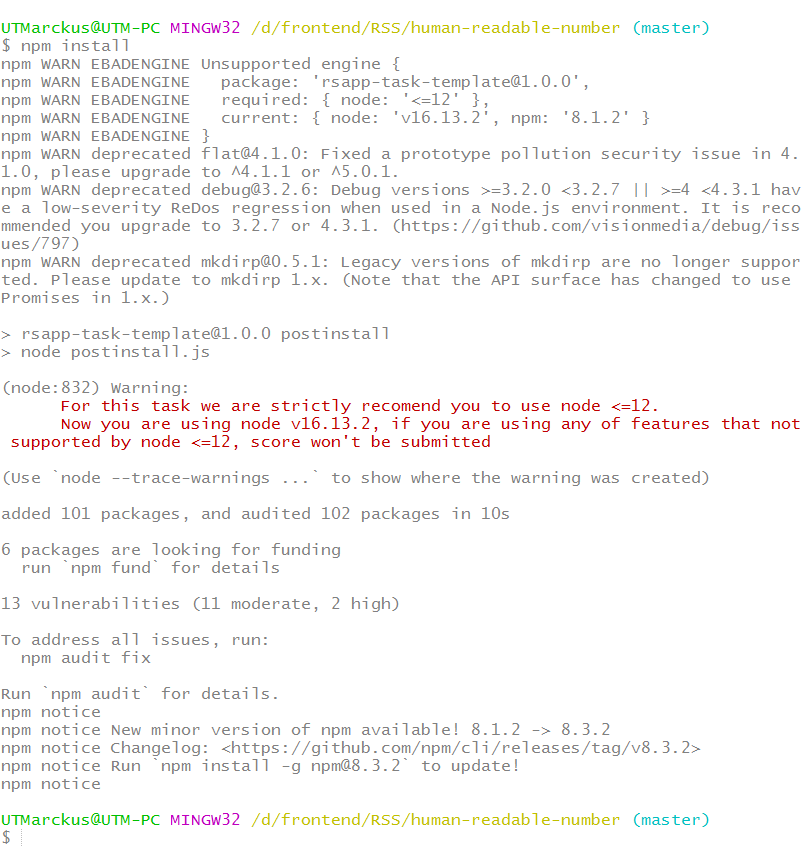 UTMarckus@UTM-PC MINGW32 /d/frontend/RSS/human-readable-number (master)
$ npm install
npm WARN EBADENGINE Unsupported engine {
npm WARN EBADENGINE   package: 'rsapp-task-template@1.0.0',
npm WARN EBADENGINE   required: { node: '<=12' },
npm WARN EBADENGINE   current: { node: 'v16.13.2', npm: '8.1.2' }
npm WARN EBADENGINE }
npm WARN deprecated flat@4.1.0: Fixed a prototype pollution security issue in 4.
1.0, please upgrade to ^4.1.1 or ^5.0.1.
npm WARN deprecated debug@3.2.6: Debug versions >=3.2.0 <3.2.7 || >=4 <4.3.1 hav
e a low-severity ReDos regression when used in a Node.js environment. It is reco
mmended you upgrade to 3.2.7 or 4.3.1. (https://github.com/visionmedia/debug/iss
ues/797)
npm WARN deprecated mkdirp@0.5.1: Legacy versions of mkdirp are no longer suppor
ted. Please update to mkdirp 1.x. (Note that the API surface has changed to use
Promises in 1.x.)

> rsapp-task-template@1.0.0 postinstall
> node postinstall.js

(node:832) Warning:
      For this task we are strictly recomend you to use node <=12.
      Now you are using node v16.13.2, if you are using any of features that not
 supported by node <=12, score won't be submitted

(Use `node --trace-warnings ...` to show where the warning was created)

added 101 packages, and audited 102 packages in 10s

6 packages are looking for funding
  run `npm fund` for details

13 vulnerabilities (11 moderate, 2 high)

To address all issues, run:
  npm audit fix

Run `npm audit` for details.
npm notice
npm notice New minor version of npm available! 8.1.2 -> 8.3.2
npm notice Changelog: <https://github.com/npm/cli/releases/tag/v8.3.2>
npm notice Run `npm install -g npm@8.3.2` to update!
npm notice

UTMarckus@UTM-PC MINGW32 /d/frontend/RSS/human-readable-number (master)
$